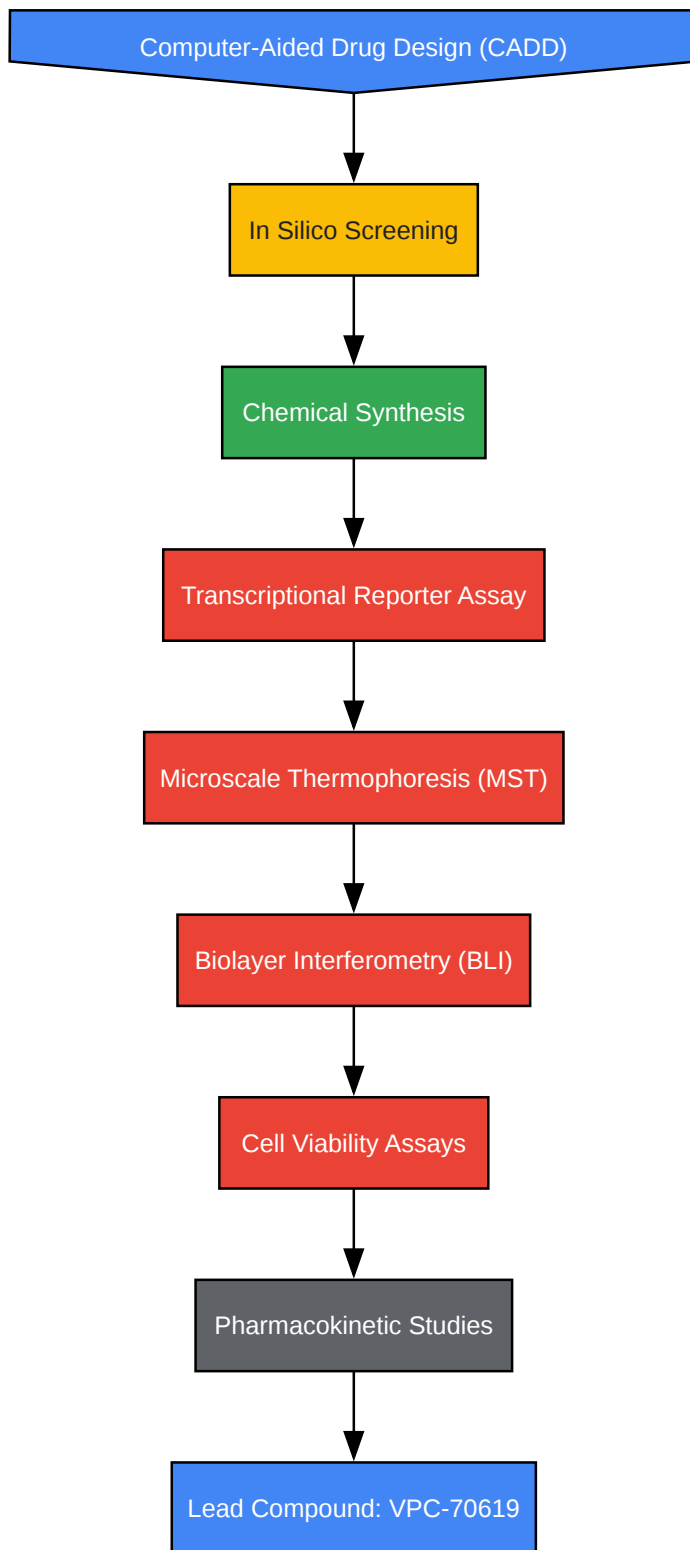 Computer-Aided Drug Design (CADD)
In Silico Screening
Chemical Synthesis
Transcriptional Reporter Assay
Microscale Thermophoresis (MST)
Biolayer Interferometry (BLI)
Cell Viability Assays
Pharmacokinetic Studies
Lead Compound: VPC-70619